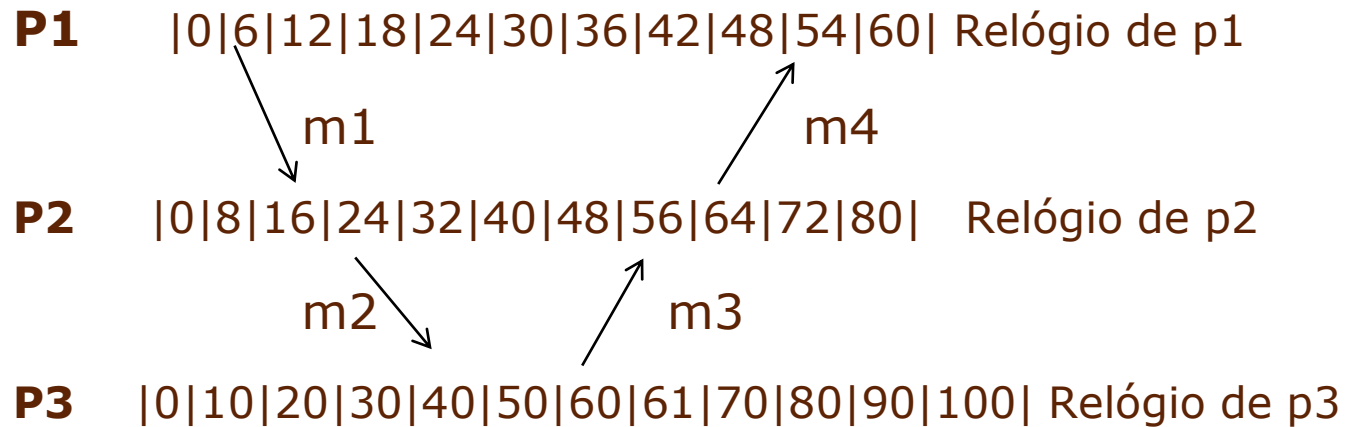 P1 |0|6|12|18|24|30|36|42|48|54|60| Relógio de p1
m1 m4
P2 |0|8|16|24|32|40|48|56|64|72|80| Relógio de p2
m2 m3
P3 |0|10|20|30|40|50|60|61|70|80|90|100| Relógio de p3